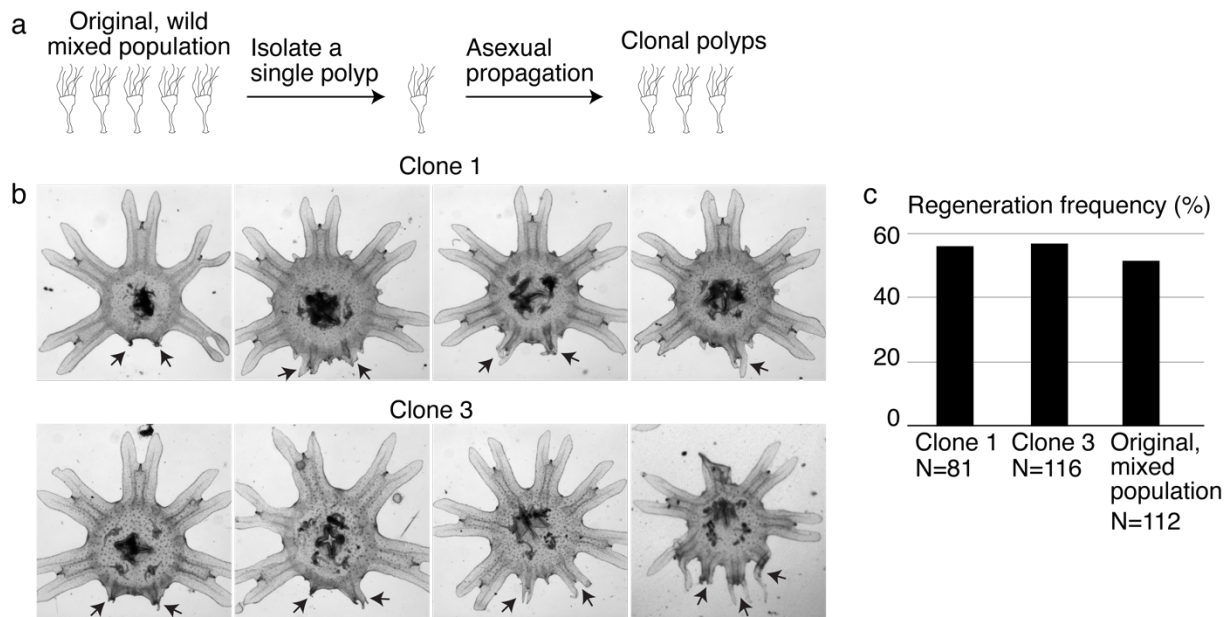 a
Original, wild
mixed population
Isolate a
single polyp
Asexual
propagation
Clonal polyps
b
Clone 1
Clone 3
c
Regeneration frequency (%)
60
40
20
0
Clone 1
N=81
Clone 3
N=116
Original,
mixed
population
N=112